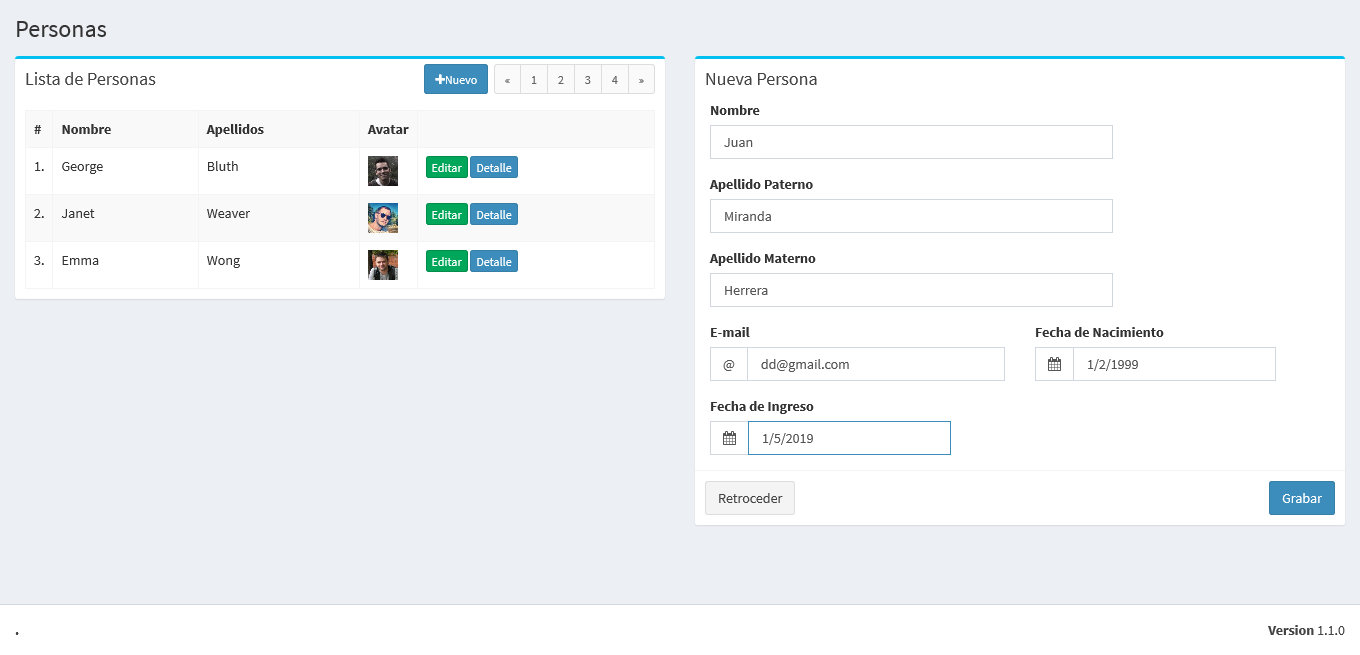 Personas
Lista de Personas
Nuevo
« 1 2 3 4 »
# Nombre Apellidos Avatar
1. George Bluth Editar Detalle
2. Janet Weaver Editar Detalle
3. Emma Wong Editar Detalle
Nueva Persona
Nombre
Juan
Apellido Paterno
Miranda
Apellido Materno
Herrera
E-mail
@ dd@gmail.com
Fecha de Nacimiento
1/2/1999
Fecha de Ingreso
1/5/2019
Retroceder
Grabar
.
Version 1.1.0